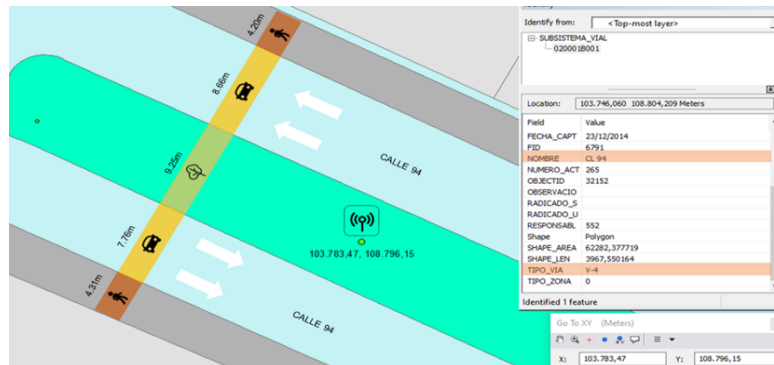 4.20m
8.66m
9.25m
7.76m
4.31m
CALLE 94
103.783,47, 108.796,15
CALLE 94
Identify from: <Top-most layer>
SUBSISTEMA_VIAL
020001B001
Location: 103.746,060 108.804,209 Meters
Field Value
FECHA_CAPT 23/12/2014
FID 6791
NOMBRE CL 94
NUMERO_ACT 265
OBJECTID 32152
OBSERVACIO
RADICADO_S
RADICADO_U
RESPONSABL 552
Shape Polygon
SHAPE_AREA 62282,377719
SHAPE_LEN 3967,550164
TIPO_VIA V-4
TIPO_ZONA 0
Identified 1 feature
Go To XY (Meters)
X: 103.783,47 Y: 108.796,15